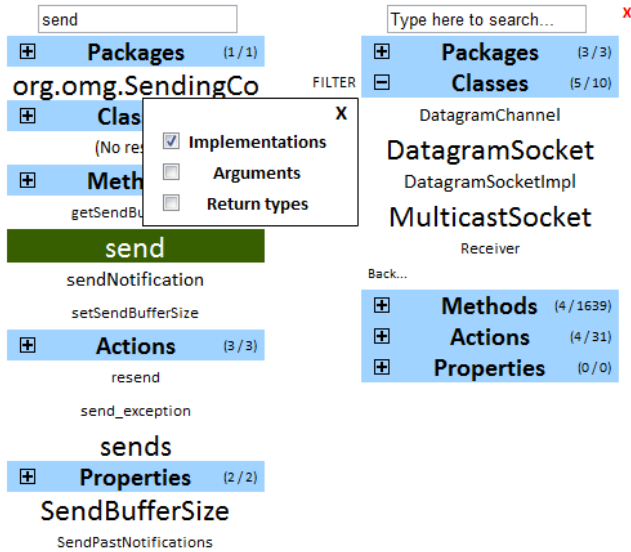 send
Packages (1/1)
org.omg.SendingCo
Clas
(No res
Meth
getSendBu
send
sendNotification
setSendBufferSize
Actions (3/3)
resend
send_exception
sends
Properties (2/2)
SendBufferSize
SendPastNotifications
FILTER
X
Implementations
Arguments
Return types
Type here to search...
X
Packages (3/3)
Classes (5/10)
DatagramChannel
DatagramSocket
DatagramSocketImpl
MulticastSocket
Receiver
Back...
Methods (4/1639)
Actions (4/31)
Properties (0/0)